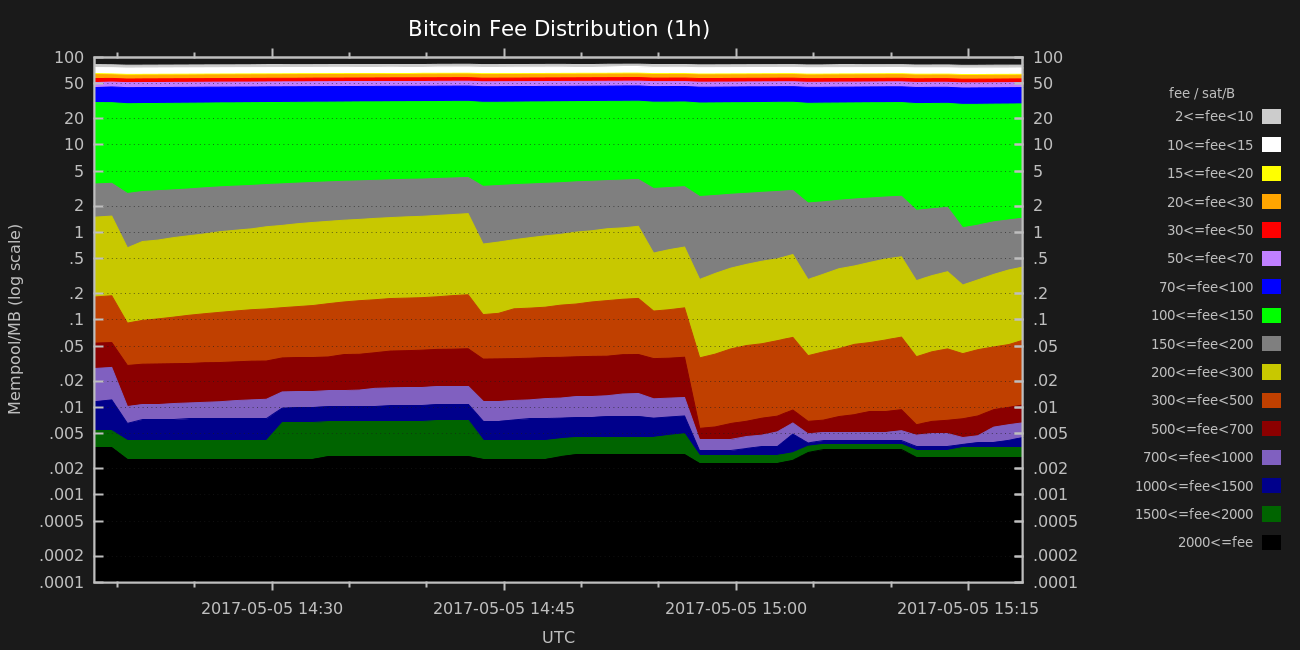 Bitcoin Fee Distribution (1h)
100
50
20
10
5
2
1
.5
.2
.1
.05
.02
.01
.005
.002
.001
.0005
.0002
.0001
Mempool/MB (log scale)
100
50
20
10
5
2
1
.5
.2
.1
.05
.02
.01
.005
.002
.001
.0005
.0002
.0001
2017-05-05 14:30
2017-05-05 14:45
2017-05-05 15:00
2017-05-05 15:15
UTC
fee / sat/B
2<=fee<10
10<=fee<15
15<=fee<20
20<=fee<30
30<=fee<50
50<=fee<70
70<=fee<100
100<=fee<150
150<=fee<200
200<=fee<300
300<=fee<500
500<=fee<700
700<=fee<1000
1000<=fee<1500
1500<=fee<2000
2000<=fee